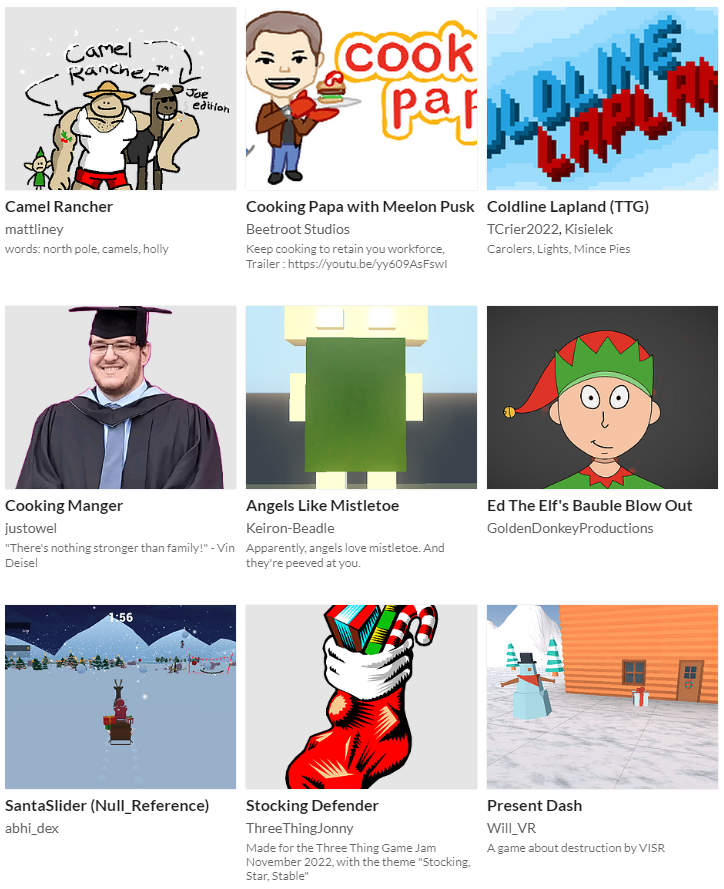 Camel
Rancher™
Joe
edition
Camel Rancher
mattliney
words: north pole, camels, holly
cook
pap
Cooking Papa with Meelon Pusk
Beetroot Studios
Keep cooking to retain you workforce,
Trailer : https://youtu.be/yy609AsFswI
OLDLINE
LAPLAN
Coldline Lapland (TTG)
TCrier2022, Kisielek
Carolers, Lights, Mince Pies
Cooking Manger
justowel
"There's nothing stronger than family!" - Vin
Deisel
Angels Like Mistletoe
Keiron-Beadle
Apparently, angels love mistletoe. And
they're peeved at you.
Ed The Elf's Bauble Blow Out
GoldenDonkeyProductions
1:56
SantaSlider (Null_Reference)
abhi_dex
Stocking Defender
ThreeThingJonny
Made for the Three Thing Game Jam
November 2022, with the theme "Stocking,
Star, Stable"
Present Dash
Will_VR
A game about destruction by VISR